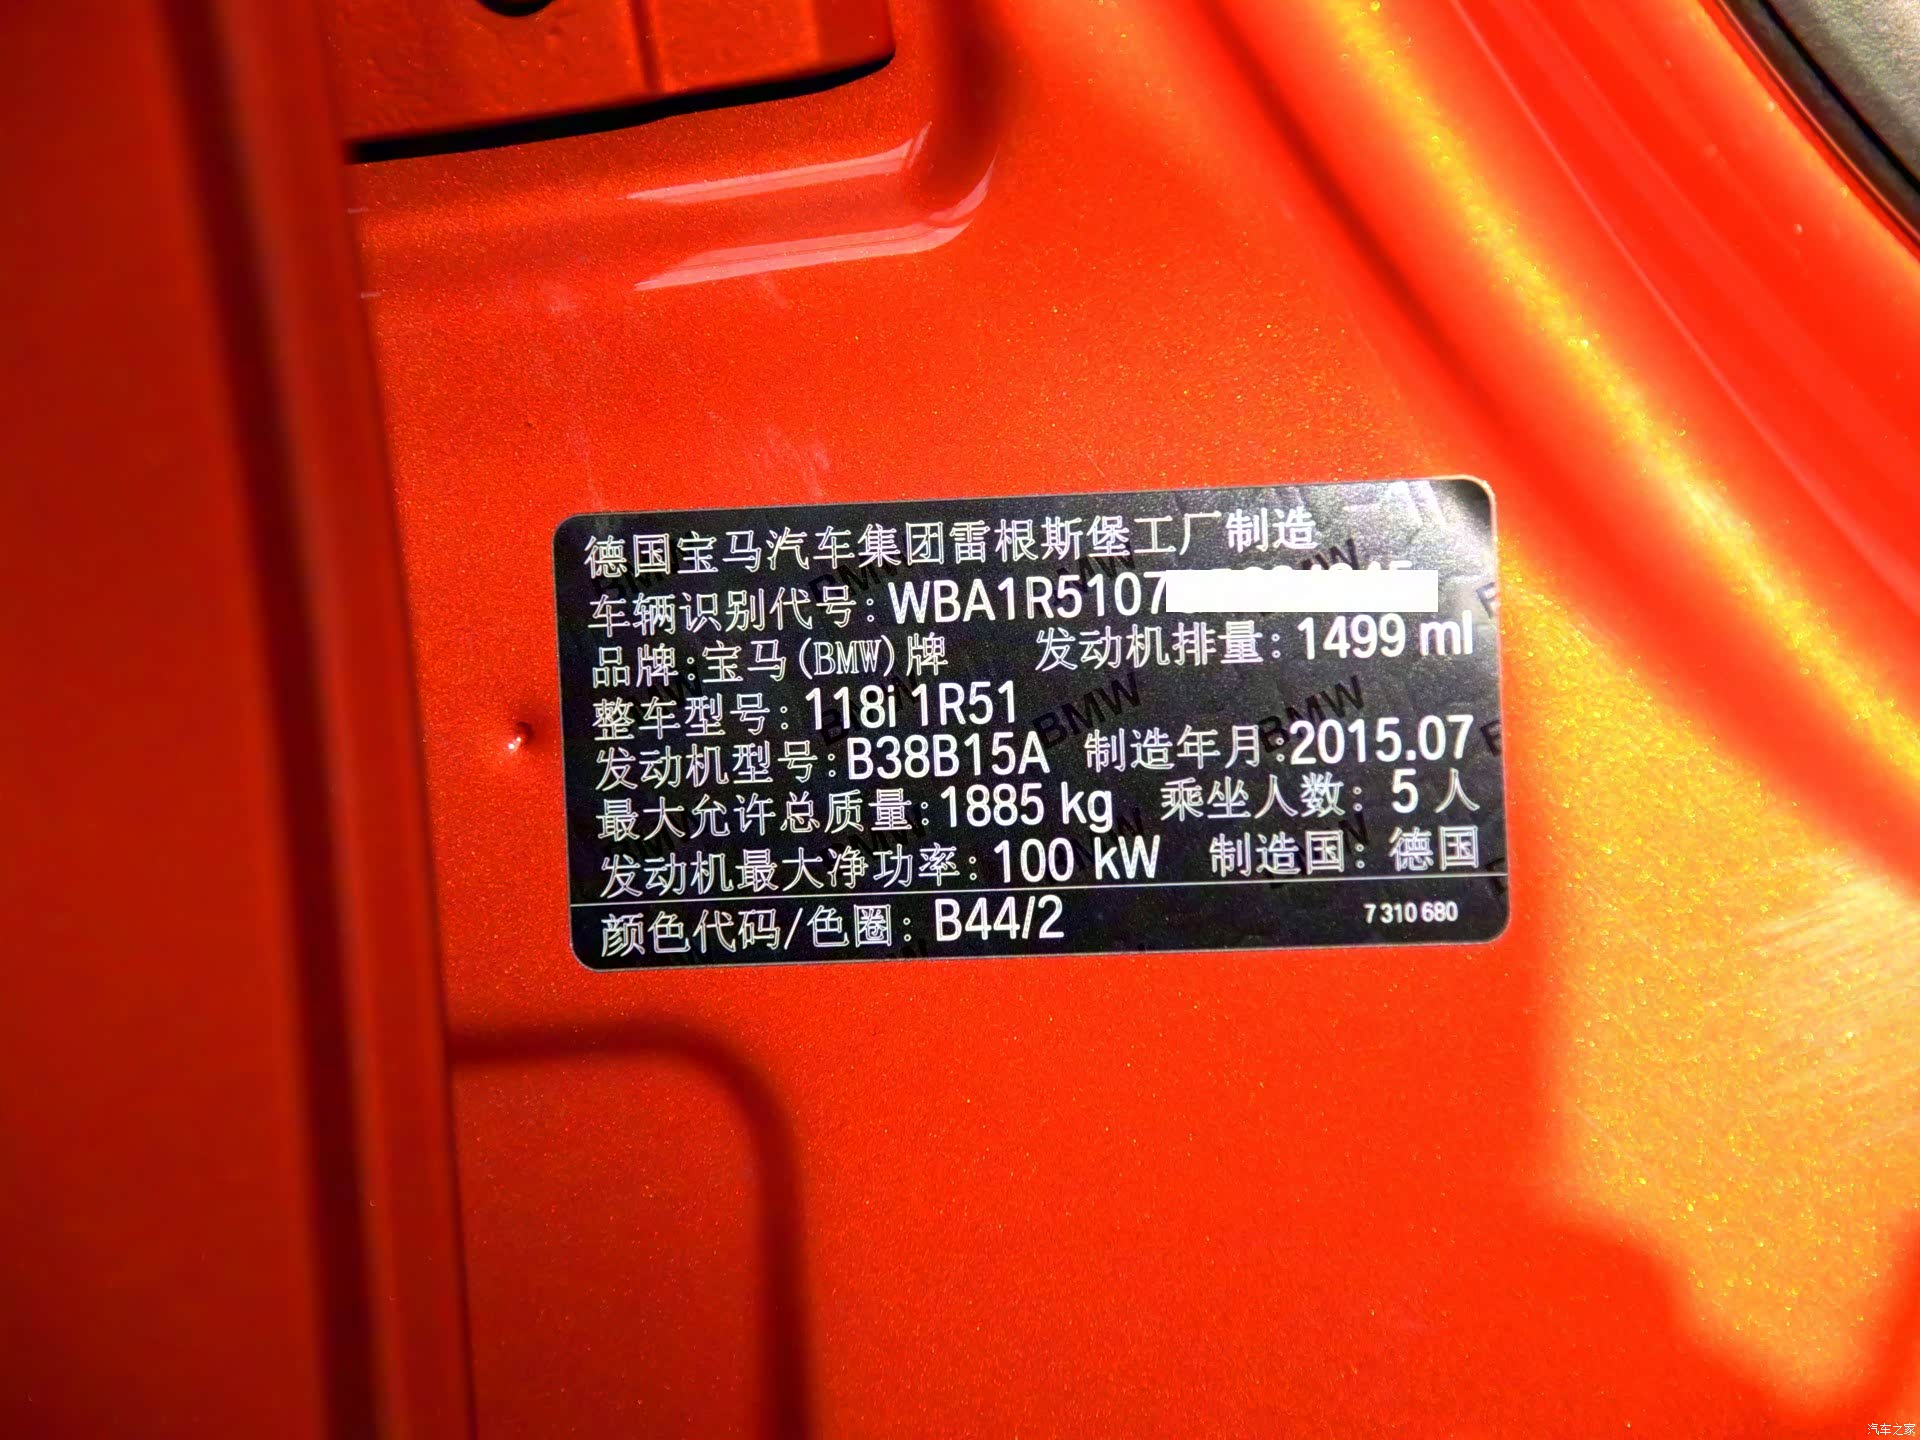 德国宝马汽车集团雷根斯堡工厂制造
车辆识别代号:WBA1R5107
品牌:宝马(BMW)牌 发动机排量:1499 ml
整车型号:118i 1R51
发动机型号:B38B15A 制造年月:2015.07
最大允许总质量:1885 kg 乘坐人数: 5 人
发动机最大净功率:100 kW 制造国: 德国
颜色代码/色圈: B44/2 7 310 680
汽车之家